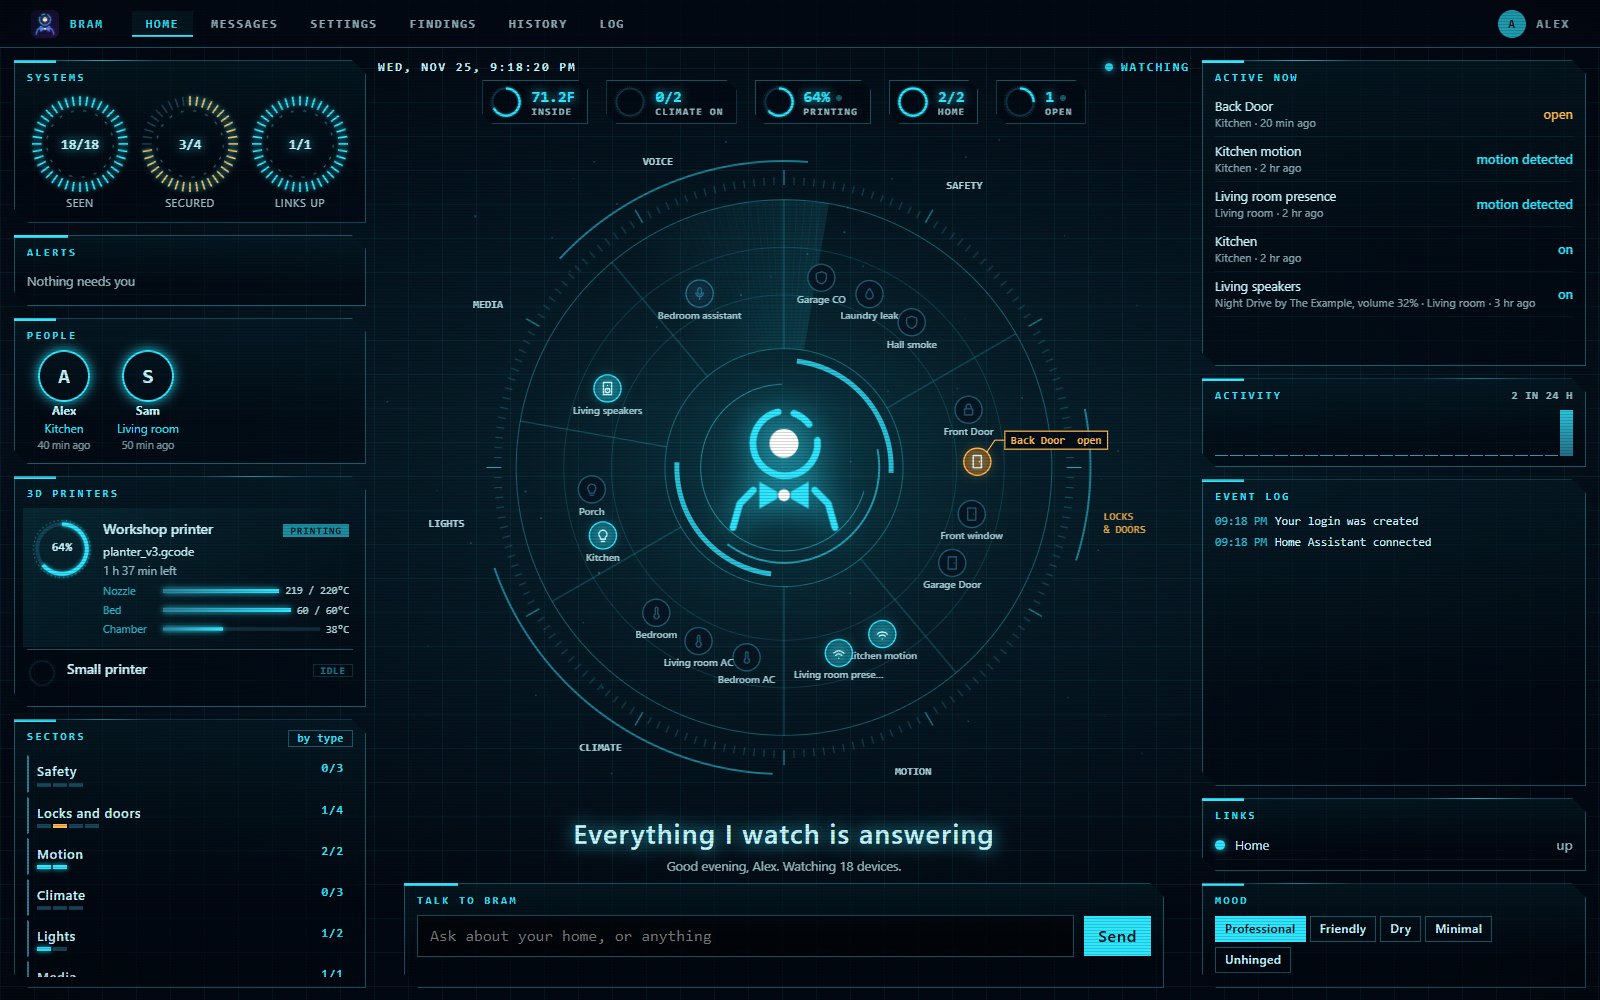 BRAM
HOME
MESSAGES
SETTINGS
FINDINGS
HISTORY
LOG
A
ALEX
SYSTEMS
18/18
SEEN
3/4
SECURED
1/1
LINKS UP
ALERTS
Nothing needs you
PEOPLE
A
Alex
Kitchen
40 min ago
S
Sam
Living room
50 min ago
3D PRINTERS
64%
Workshop printer
PRINTING
planter_v3.gcode
1 h 37 min left
Nozzle 219 / 220°C
Bed 60 / 60°C
Chamber 38°C
Small printer
IDLE
SECTORS
by type
Safety 0/3
Locks and doors 1/4
Motion 2/2
Climate 0/3
Lights 1/2
Media 1/1
WED, NOV 25, 9:18:20 PM
WATCHING
71.2F
INSIDE
0/2
CLIMATE ON
64%
PRINTING
2/2
HOME
1
OPEN
VOICE
SAFETY
MEDIA
LIGHTS
CLIMATE
MOTION
LOCKS
& DOORS
Bedroom assistant
Garage CO
Laundry leak
Hall smoke
Living speakers
Front Door
Back Door open
Porch
Kitchen
Front window
Garage Door
Bedroom
Living room AC
Bedroom AC
Living room prese...
itchen motion
Everything I watch is answering
Good evening, Alex. Watching 18 devices.
TALK TO BRAM
Ask about your home, or anything
Send
ACTIVE NOW
Back Door
Kitchen · 20 min ago
open
Kitchen motion
Kitchen · 2 hr ago
motion detected
Living room presence
Living room · 2 hr ago
motion detected
Kitchen
Kitchen · 2 hr ago
on
Living speakers
Night Drive by The Example, volume 32% · Living room · 3 hr ago
on
ACTIVITY
2 IN 24 H
EVENT LOG
09:18 PM Your login was created
09:18 PM Home Assistant connected
LINKS
Home
up
MOOD
Professional
Friendly
Dry
Minimal
Unhinged